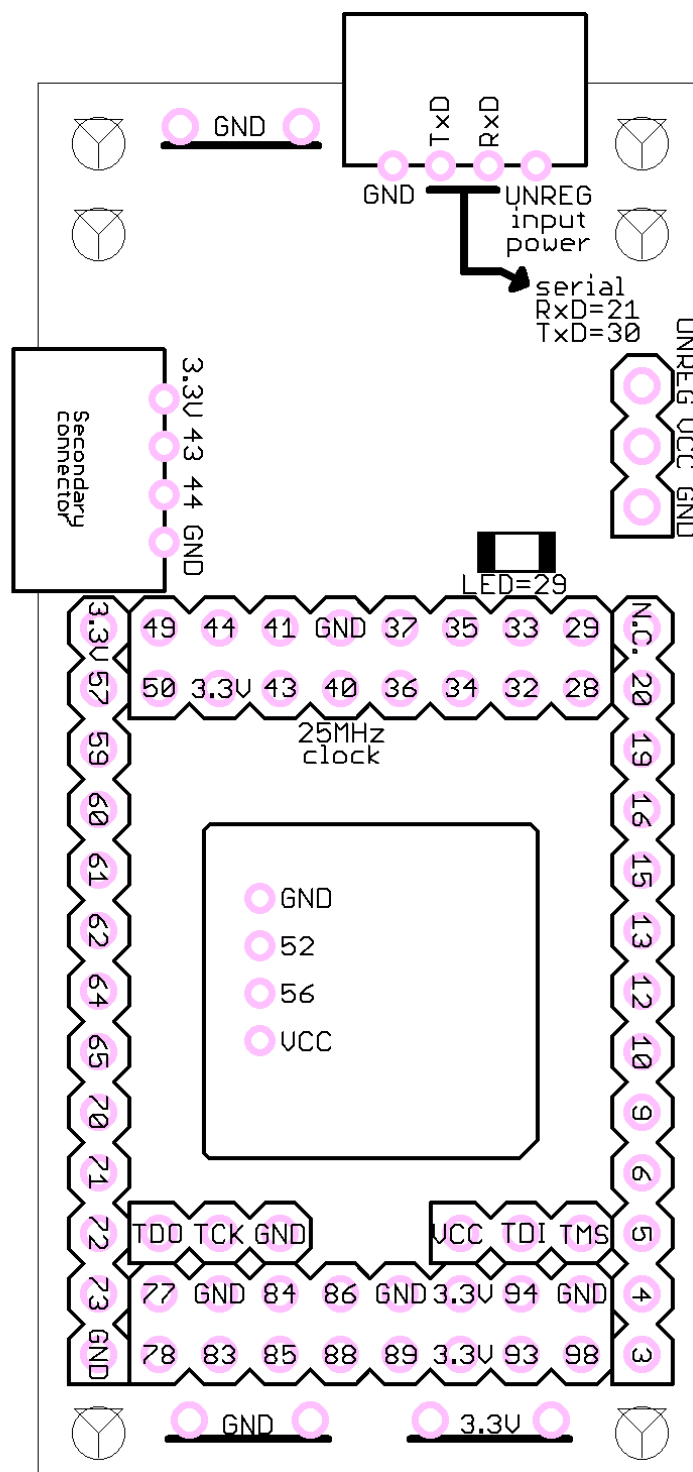 GND
TxD
RxD
GND
UNREG
input
power
serial
RxD=21
TxD=30
UNREG VCC GND
3.3V 43 44 GND
Secondary
connector
LED=29
3.3V 49 44 41 GND 37 35 33 29 N.C.
57 50 3.3V 43 40 36 34 32 28 20
25MHz
clock
59 19
60 16
61 15
62 13
64 12
65 10
70 9
71 6
GND
52
56
VCC
72 TDO TCK GND VCC TDI TMS 5
73 77 GND 84 86 GND 3.3V 94 GND 4
GND 78 83 85 88 89 3.3V 93 98 3
GND 3.3V